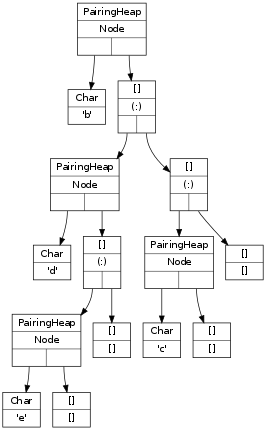 PairingHeap
Node
Char
'b'
[]
(:)
PairingHeap
Node
[]
(:)
Char
'd'
[]
(:)
PairingHeap
Node
[]
[]
PairingHeap
Node
[]
[]
Char
'c'
[]
[]
Char
'e'
[]
[]